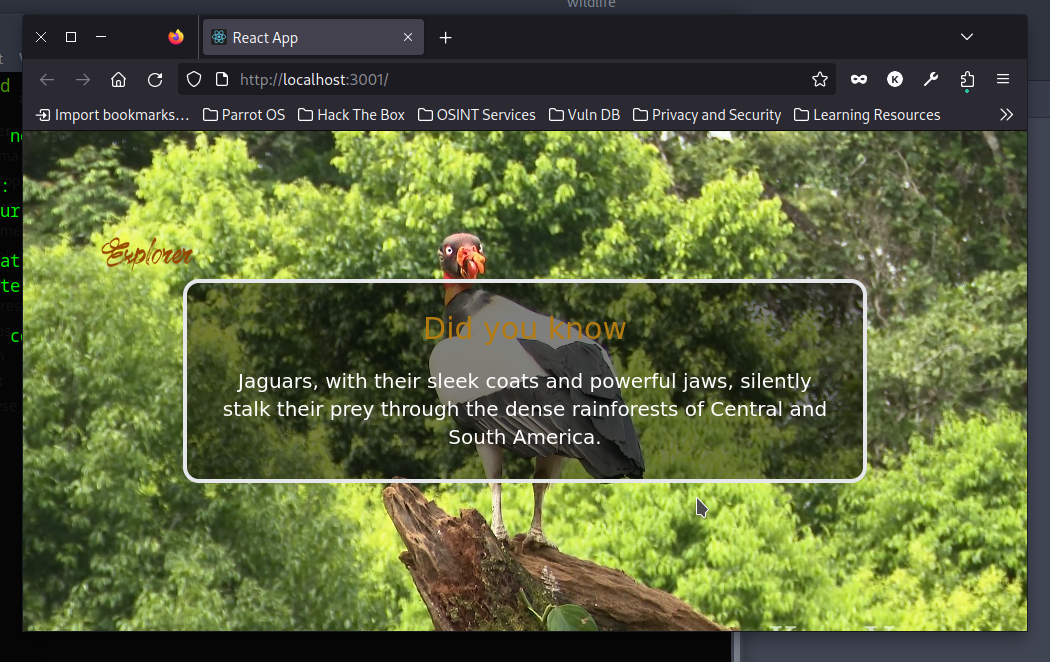 wildlife
React App
http://localhost:3001/
K
Import bookmarks... Parrot OS Hack The Box OSINT Services Vuln DB Privacy and Security Learning Resources
Explorer
Did you know
Jaguars, with their sleek coats and powerful jaws, silently
stalk their prey through the dense rainforests of Central and
South America.